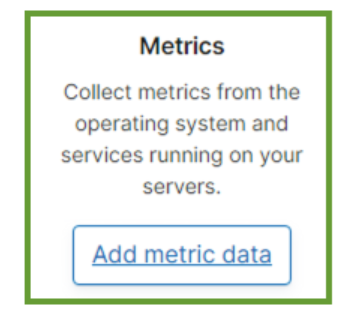 Metrics
Collect metrics from the
operating system and
services running on your
servers.
Add metric data